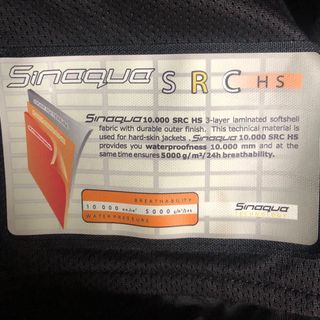 Sinaqua SRC HS
Sinaqua 10.000 SRC HS 3-layer laminated softshell
fabric with durable outer finish. This technical material is
used for hard-skin jackets. Sinaqua 10.000 SRC HS
provides you waterproofness 10.000 mm and at the
same time ensures 5000 g/m²/24h breathability.
BREATHABILITY
10 000 5000
WATER PRESSURE
Sinaqua